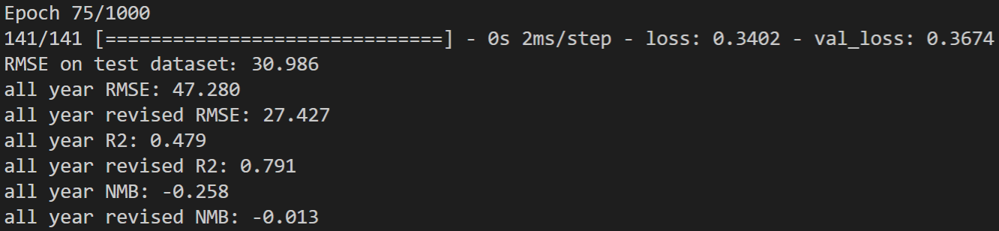 Epoch 75/1000
141/141 [==============================] - 0s 2ms/step - loss: 0.3402 - val_loss: 0.3674
RMSE on test dataset: 30.986
all year RMSE: 47.280
all year revised RMSE: 27.427
all year R2: 0.479
all year revised R2: 0.791
all year NMB: -0.258
all year revised NMB: -0.013